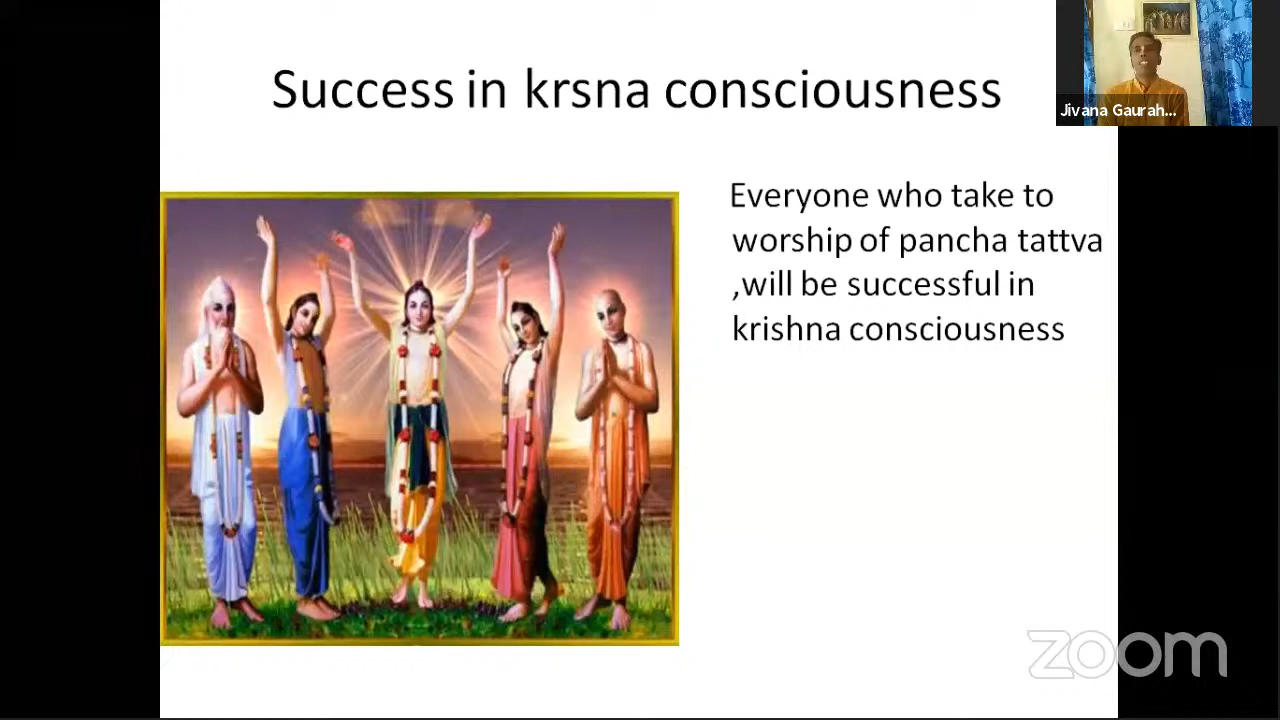 Success in krsna consciousness
Jivana Gaurah...
Everyone who take to
worship of pancha tattva
,will be successful in
krishna consciousness
zoom